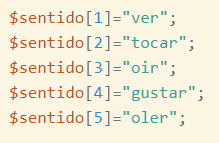 $sentido[1]="ver";
$sentido[2]="tocar";
$sentido[3]="oir";
$sentido[4]="gustar";
$sentido[5]="oler";